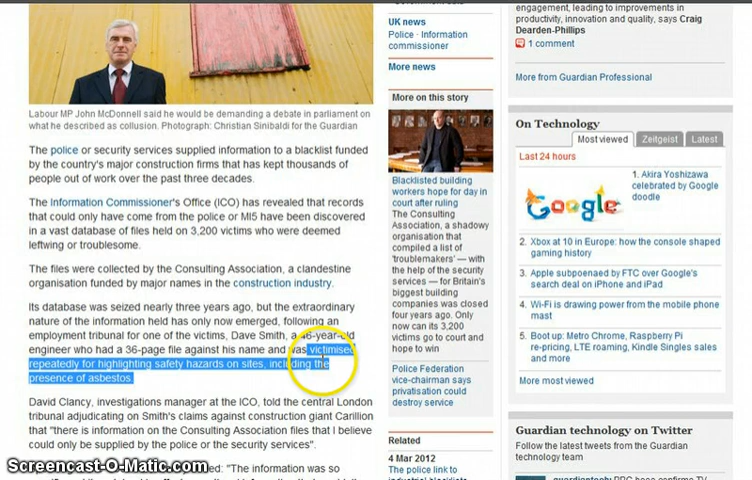 Labour MP John McDonnell said he would be demanding a debate in parliament on
what he described as collusion. Photograph: Christian Sinibaldi for the Guardian
The police or security services supplied information to a blacklist funded
by the country's major construction firms that has kept thousands of
people out of work over the past three decades.
The Information Commissioner's Office (ICO) has revealed that records
that could only have come from the police or MI5 have been discovered
in a vast database of files held on 3,200 victims who were deemed
leftwing or troublesome.
The files were collected by the Consulting Association, a clandestine
organisation funded by major names in the construction industry.
Its database was seized nearly three years ago, but the extraordinary
nature of the information held has only now emerged, following an
employment tribunal for one of the victims, Dave Smith, a 46-year-old
engineer who had a 36-page file against his name and was victimised
repeatedly for highlighting safety hazards on sites, including the
presence of asbestos.
David Clancy, investigations manager at the ICO, told the central London
tribunal adjudicating on Smith's claims against construction giant Carillion
that "there is information on the Consulting Association files that I believe
could only be supplied by the police or the security services".
"The information was so
Screencast-O-Matic.com
UK news
Police · Information
commissioner
More news
More on this story
Blacklisted building
workers hope for day in
court after ruling
The Consulting
Association, a shadowy
organisation that
compiled a list of
'troublemakers' — with
the help of the security
services — for Britain's
biggest building
companies was closed
four years ago. Only
now can its 3,200
victims go to court and
hope to win
Police Federation
vice-chairman says
privatisation could
destroy service
Related
4 Mar 2012
The police link to
engagement, leading to improvements in
productivity, innovation and quality, says Craig
Dearden-Phillips
1 comment
More from Guardian Professional
On Technology
Most viewed Zeitgeist Latest
Last 24 hours
Google
1. Akira Yoshizawa
celebrated by Google
doodle
2. Xbox at 10 in Europe: how the console shaped
gaming history
3. Apple subpoenaed by FTC over Google's
search deal on iPhone and iPad
4. Wi-Fi is drawing power from the mobile phone
mast
5. Boot up: Metro Chrome, Raspberry Pi
re-pricing, LTE roaming, Kindle Singles sales
and more
More most viewed
Guardian technology on Twitter
Follow the latest tweets from the Guardian
technology team